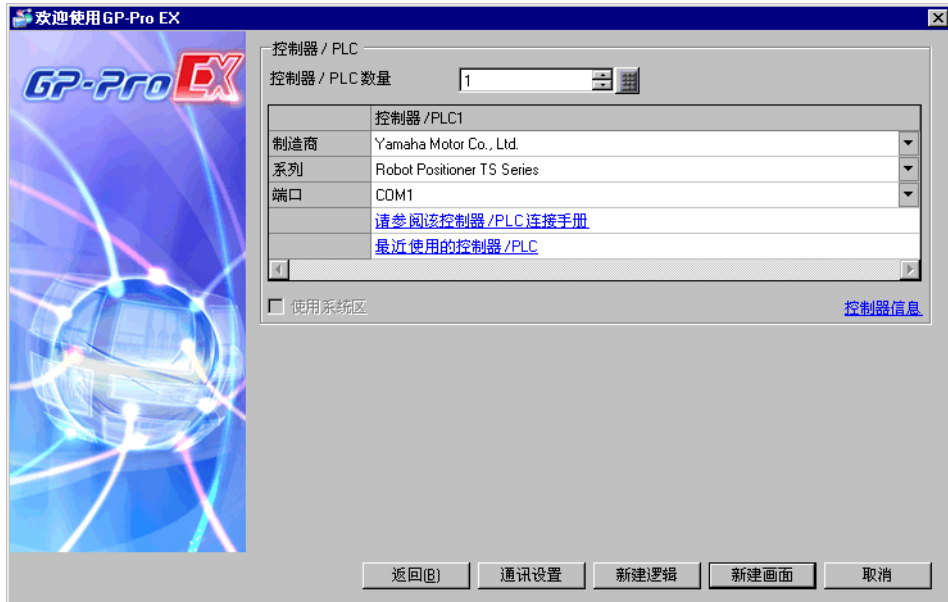 欢迎使用GP-Pro EX
GP-Pro EX
控制器 / PLC
控制器 / PLC 数量 1
控制器 /PLC1
制造商 Yamaha Motor Co., Ltd.
系列 Robot Positioner TS Series
端口 COM1
请参阅该控制器/PLC连接手册
最近使用的控制器/PLC
使用系统区 控制器信息
返回(B) 通讯设置 新建逻辑 新建画面 取消